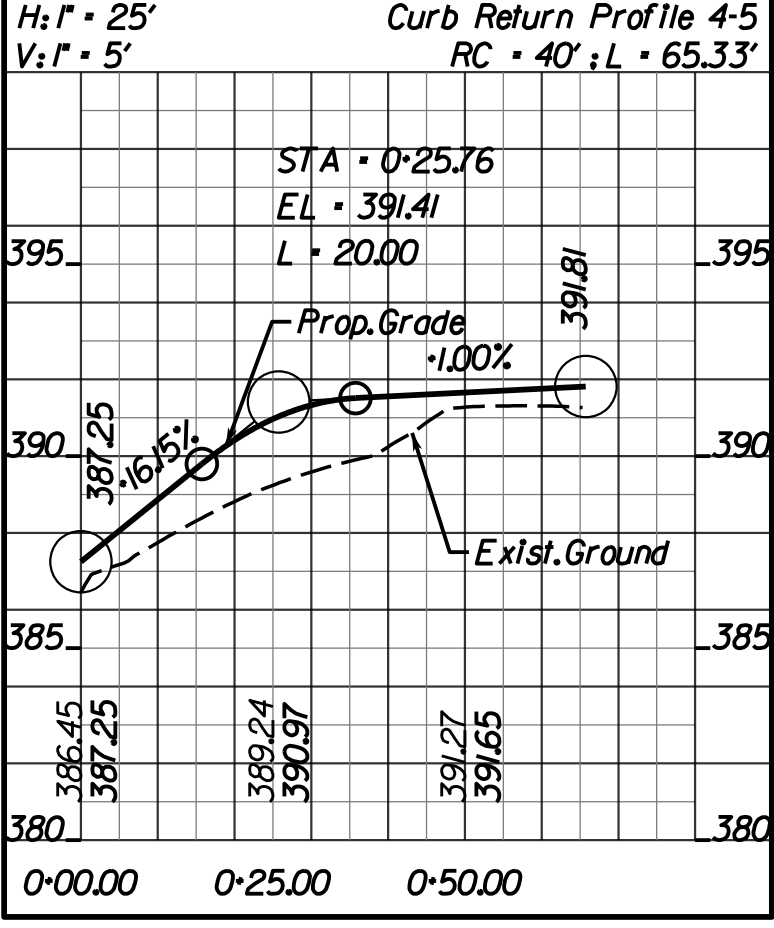 H: 1" = 25' Curb Return Profile 4-5
V: 1" = 5' RC = 40' ; L = 65.33'
STA = 0+25.76
EL = 391.41
L = 20.00
395 395
391.81
Prop. Grade
+1.00%
387.25
+16.15%
390 390
Exist. Ground
385 385
386.45 389.24 391.27
387.25 390.97 391.65
380 380
0+00.00 0+25.00 0+50.00